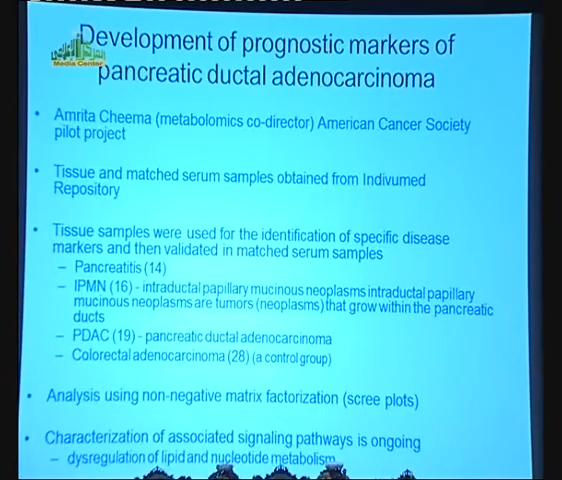 Development of prognostic markers of
pancreatic ductal adenocarcinoma
Media Center
• Amrita Cheema (metabolomics co-director) American Cancer Society
pilot project
• Tissue and matched serum samples obtained from Indivumed
Repository
• Tissue samples were used for the identification of specific disease
markers and then validated in matched serum samples
– Pancreatitis (14)
– IPMN (16) - intraductal papillary mucinous neoplasms intraductal papillary
mucinous neoplasms are tumors (neoplasms) that grow within the pancreatic
ducts
– PDAC (19) - pancreatic ductal adenocarcinoma
– Colorectal adenocarcinoma (28) (a control group)
• Analysis using non-negative matrix factorization (scree plots)
• Characterization of associated signaling pathways is ongoing
– dysregulation of lipid and nucleotide metabolism